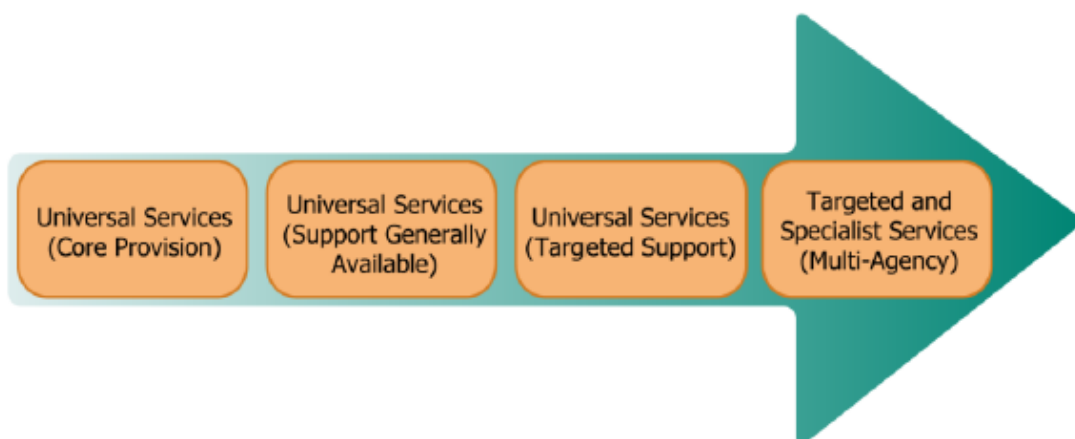 Universal Services
(Core Provision)
Universal Services
(Support Generally
Available)
Universal Services
(Targeted Support)
Targeted and
Specialist Services
(Multi-Agency)